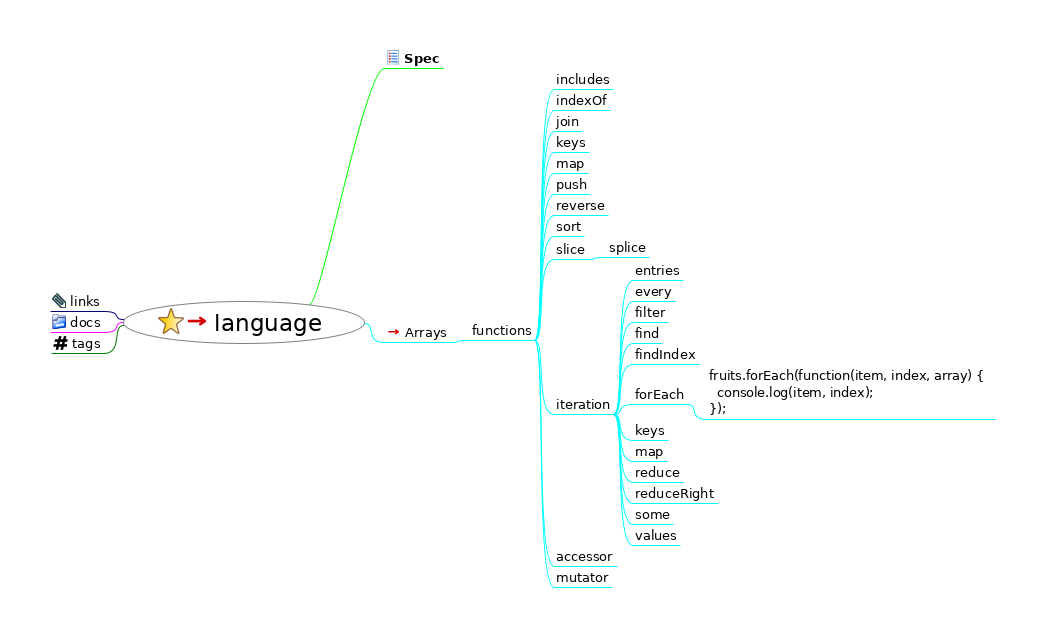 Spec
includes
indexOf
join
keys
map
push
reverse
sort
slice
splice
entries
every
filter
find
findIndex
forEach
fruits.forEach(function(item, index, array) {
  console.log(item, index);
});
keys
map
reduce
reduceRight
some
values
iteration
accessor
mutator
functions
Arrays
language
links
docs
# tags